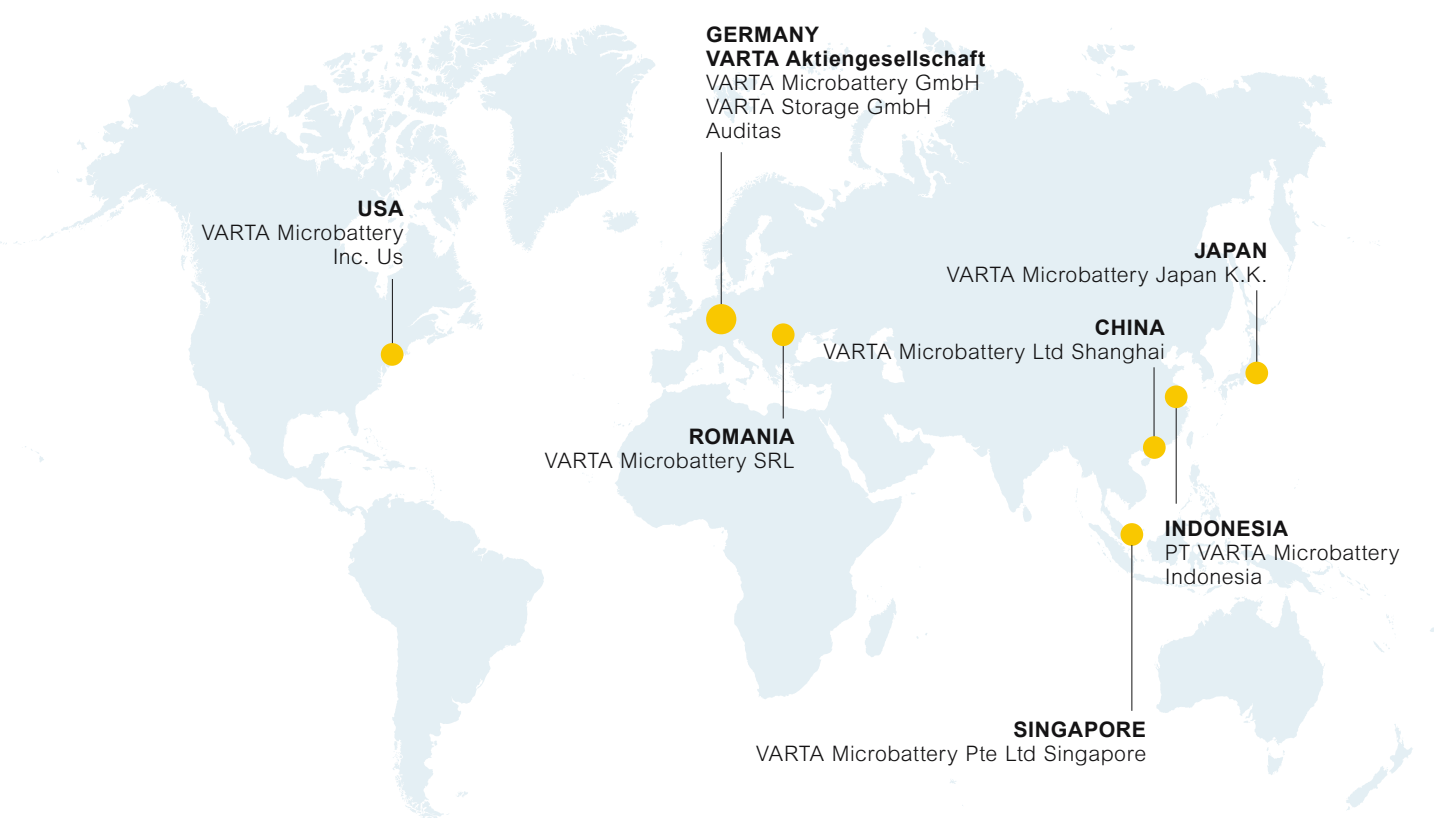 GERMANY
VARTA Aktiengesellschaft
VARTA Microbattery GmbH
VARTA Storage GmbH
Auditas
USA
VARTA Microbattery
Inc. Us
JAPAN
VARTA Microbattery Japan K.K.
CHINA
VARTA Microbattery Ltd Shanghai
ROMANIA
VARTA Microbattery SRL
INDONESIA
PT VARTA Microbattery
Indonesia
SINGAPORE
VARTA Microbattery Pte Ltd Singapore